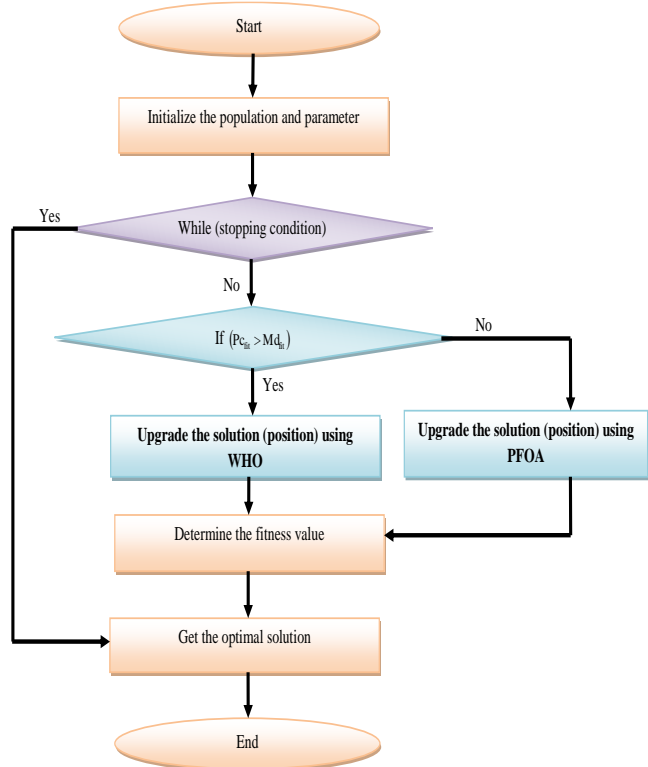 Start
Initialize the population and parameter
While (stopping condition)
Yes
No
If (Pc_fit > Md_fit)
No
Yes
Upgrade the solution (position) using
WHO
Upgrade the solution (position) using
PFOA
Determine the fitness value
Get the optimal solution
End